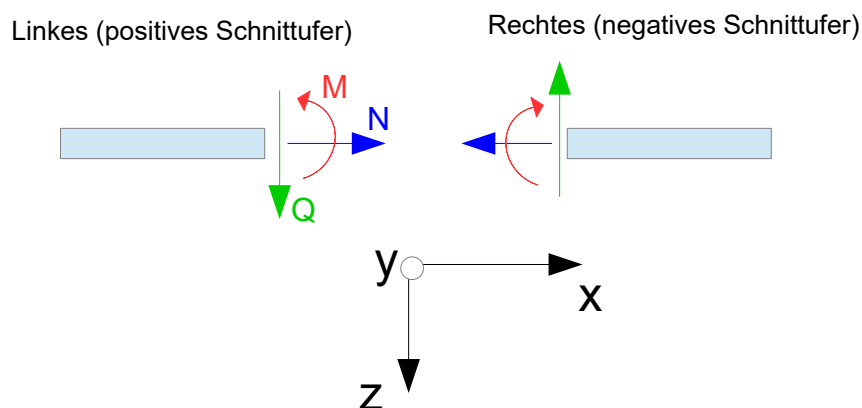 Linkes (positives Schnittufer)
Rechtes (negatives Schnittufer)
M
N
Q
y
x
z